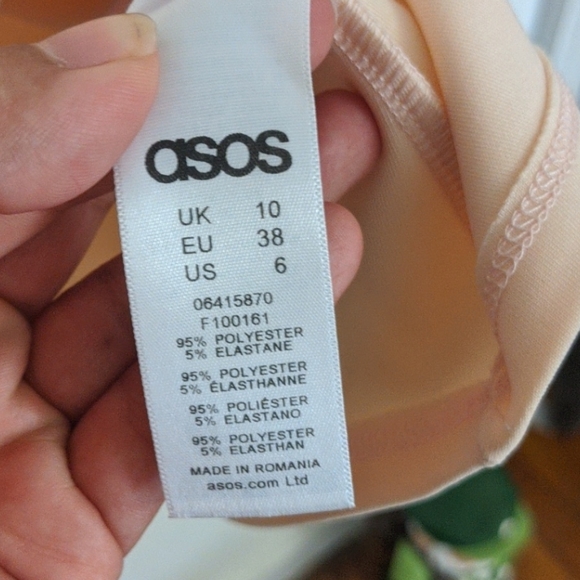 asos
UK 10
EU 38
US 6
06415870
F100161
95% POLYESTER
5% ELASTANE
95% POLYESTER
5% ÉLASTHANNE
95% POLIÉSTER
5% ELASTANO
95% POLYESTER
5% ELASTHAN
MADE IN ROMANIA
asos.com Ltd